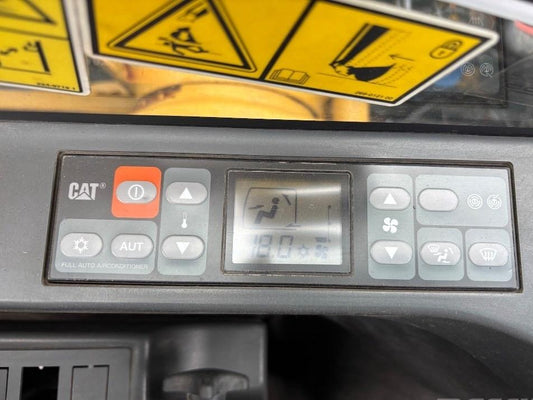 CAT®
AUT
FULL AUTO AIRCONDITIONER
18.0